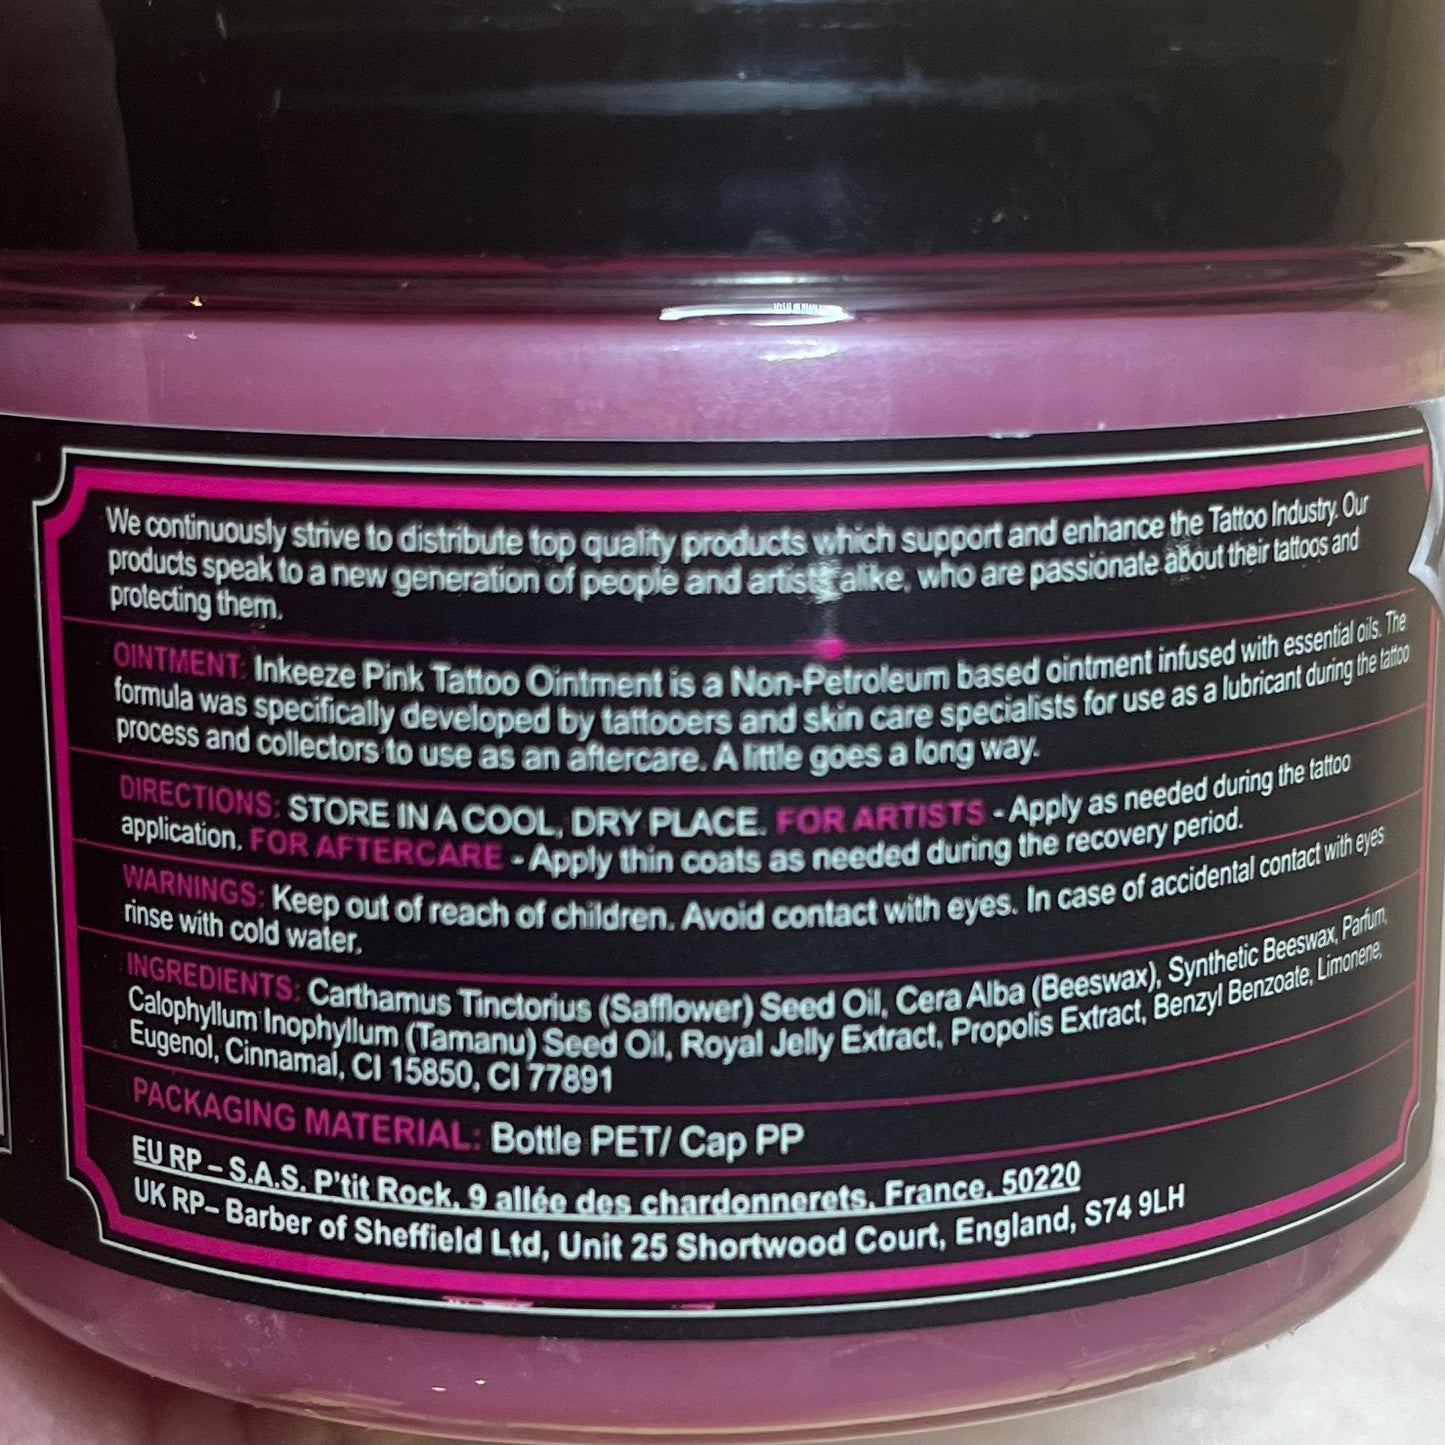 We continuously strive to distribute top quality products which support and enhance the Tattoo Industry. Our
products speak to a new generation of people and artists alike, who are passionate about their tattoos and
protecting them.
OINTMENT: Inkeeze Pink Tattoo Ointment is a Non-Petroleum based ointment infused with essential oils. The
formula was specifically developed by tattooers and skin care specialists for use as a lubricant during the tattoo
process and collectors to use as an aftercare. A little goes a long way.
DIRECTIONS: STORE IN A COOL, DRY PLACE. FOR ARTISTS - Apply as needed during the tattoo
application. FOR AFTERCARE - Apply thin coats as needed during the recovery period.
WARNINGS: Keep out of reach of children. Avoid contact with eyes. In case of accidental contact with eyes
rinse with cold water.
INGREDIENTS: Carthamus Tinctorius (Safflower) Seed Oil, Cera Alba (Beeswax), Synthetic Beeswax, Parfum,
Calophyllum Inophyllum (Tamanu) Seed Oil, Royal Jelly Extract, Propolis Extract, Benzyl Benzoate, Limonene,
Eugenol, Cinnamal, CI 15850, CI 77891
PACKAGING MATERIAL: Bottle PET/ Cap PP
EU RP – S.A.S. P'tit Rock, 9 allée des chardonnerets, France, 50220
UK RP– Barber of Sheffield Ltd, Unit 25 Shortwood Court, England, S74 9LH